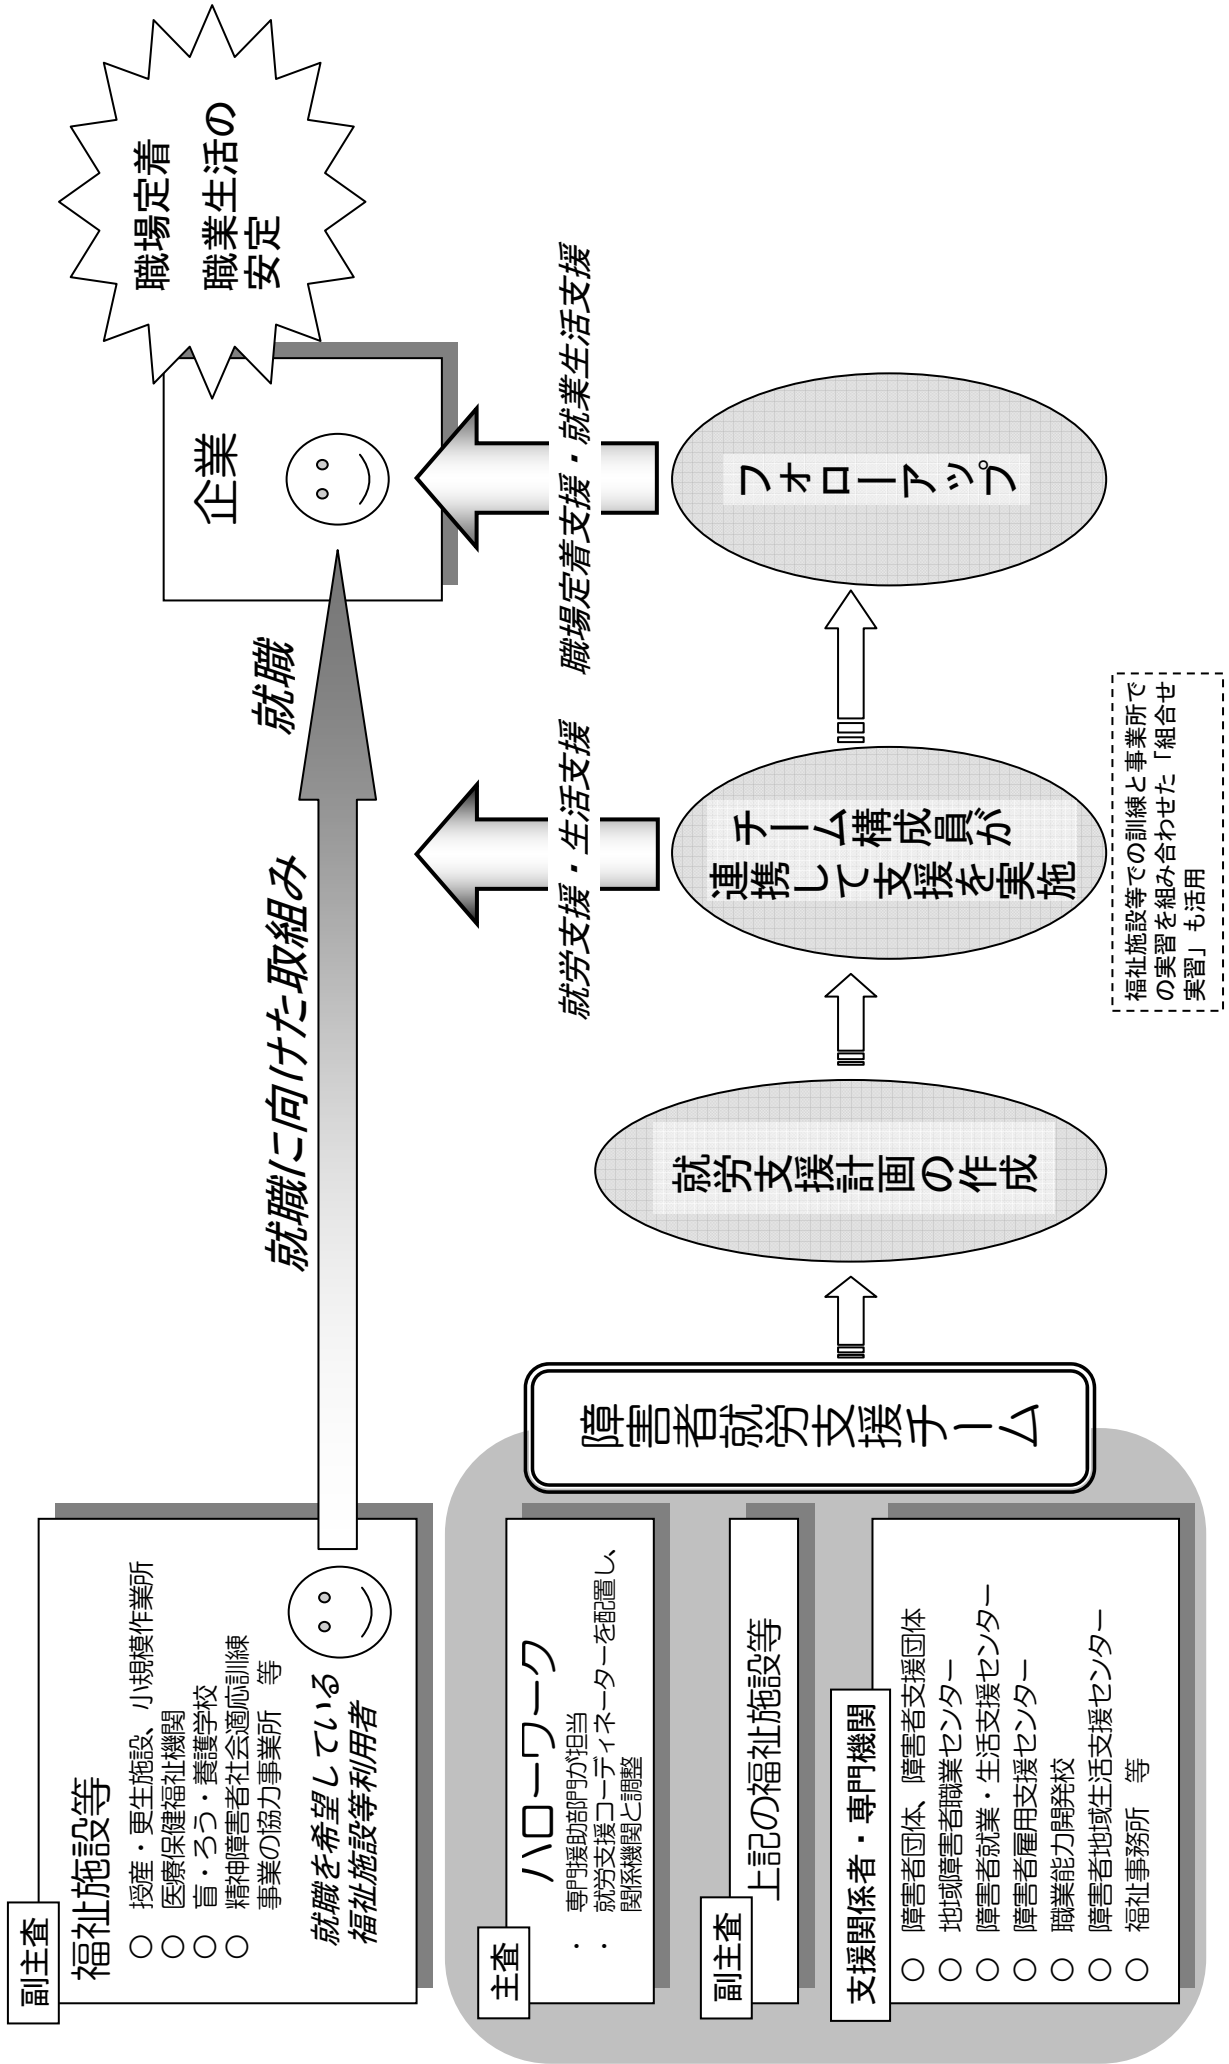 副主査
福祉施設等
○ 授産・更生施設、小規模作業所
○ 医療保健福祉機関
○ 盲・ろう・養護学校
○ 精神障害者社会適応訓練
事業の協力事業所 等
就職を希望している
福祉施設等利用者
就職に向けた取組み
就職
企業
職場定着
職業生活の
安定
主査
ハローワーク
・ 専門援助部門が担当
・ 就労支援コーディネーターを配置し、
関係機関と調整
副主査
上記の福祉施設等
支援関係者・専門機関
○ 障害者団体、障害者支援団体
○ 地域障害者職業センター
○ 障害者就業・生活支援センター
○ 障害者雇用支援センター
○ 職業能力開発校
○ 障害者地域生活支援センター
○ 福祉事務所 等
障害者就労支援チーム
就労支援計画の作成
就労支援・生活支援
チーム構成員が
連携して支援を実施
職場定着支援・就業生活支援
フォローアップ
福祉施設等での訓練と事業所で
の実習を組み合わせた「組合せ
実習」も活用